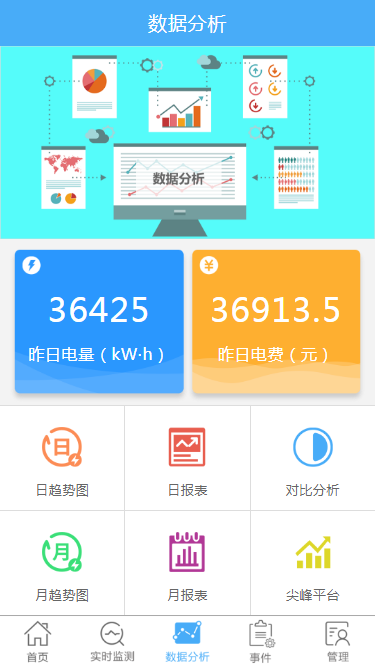 数据分析
数据分析
¥
36425
36913.5
昨日电量（kW·h）
昨日电费（元）
日
日趋势图
日报表
对比分析
月
月趋势图
月报表
尖峰平台
首页
实时监测
数据分析
事件
管理